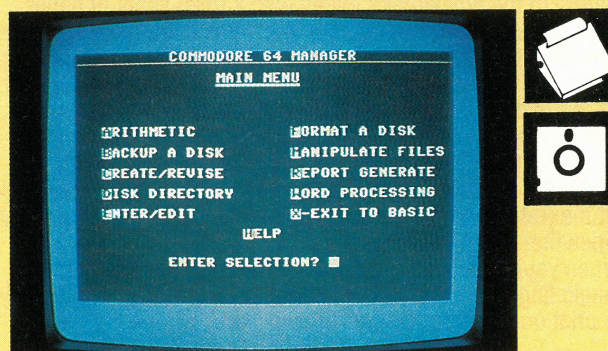 COMMODORE 64 MANAGER
MAIN MENU
ARITHMETIC
BACKUP A DISK
CREATE/REVISE
DISK DIRECTORY
ENTER/EDIT
FORMAT A DISK
MANIPULATE FILES
REPORT GENERATE
WORD PROCESSING
X-EXIT TO BASIC
HELP
ENTER SELECTION?